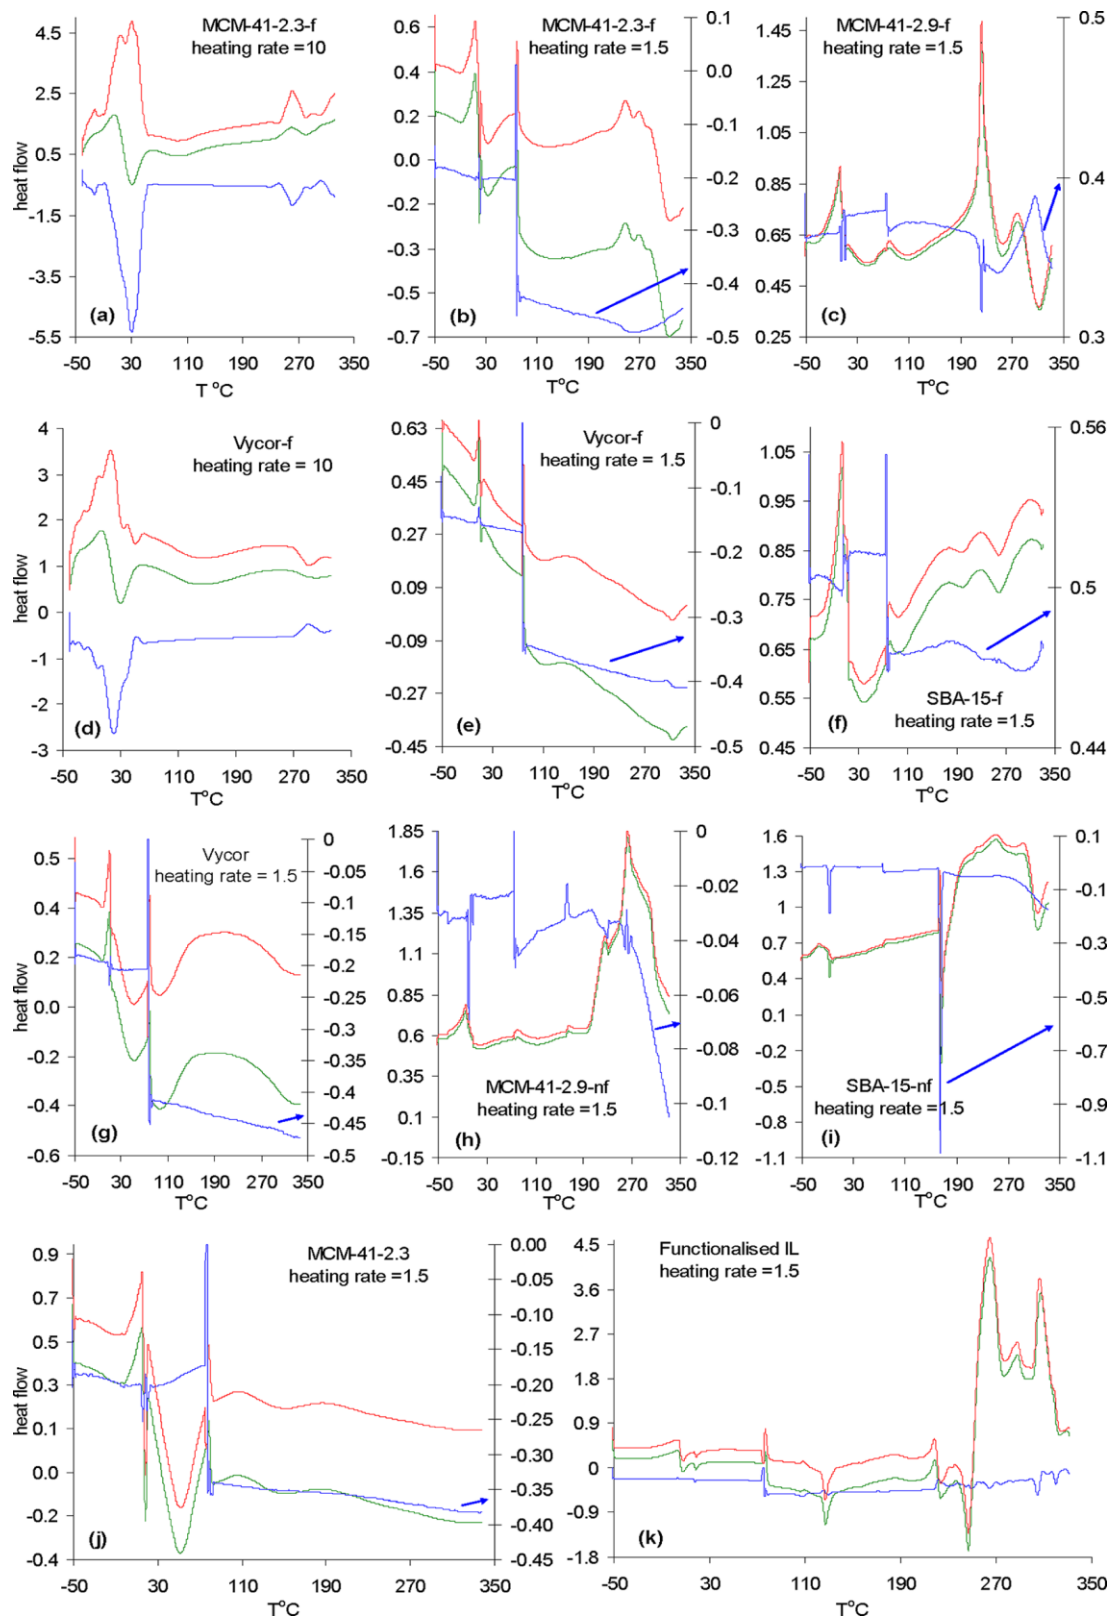 MCM-41-2.3-f
heating rate =10
4.5
2.5
0.5
-1.5
-3.5
-5.5
heat flow
(a)
-50 30 110 190 270 350
T °C
MCM-41-2.3-f
heating rate =1.5
0.6
0.4
0.2
0.0
-0.2
-0.3
-0.5
-0.7
0.1
0.0
-0.1
-0.2
-0.3
-0.4
-0.5
(b)
-50 30 110 190 270 350
T°C
MCM-41-2.9-f
heating rate =1.5
1.45
1.25
1.05
0.85
0.65
0.45
0.25
0.5
0.4
0.3
(c)
-50 30 110 190 270 350
T°C
Vycor-f
heating rate = 10
4
3
2
1
0
-1
-2
-3
heat flow
(d)
-50 30 110 190 270 350
T°C
Vycor-f
heating rate = 1.5
0.63
0.45
0.27
0.09
-0.09
-0.27
-0.45
0
-0.1
-0.2
-0.3
-0.4
-0.5
(e)
-50 30 110 190 270 350
T°C
SBA-15-f
heating rate =1.5
1.05
0.95
0.85
0.75
0.65
0.55
0.45
0.56
0.5
0.44
(f)
-50 30 110 190 270 350
T°C
Vycor
heating rate = 1.5
0.5
0.4
0.2
0.0
-0.2
-0.4
-0.6
heat flow
0
-0.05
-0.1
-0.15
-0.2
-0.25
-0.3
-0.35
-0.4
-0.45
-0.5
(g)
-50 30 110 190 270 350
T°C
MCM-41-2.9-nf
heating rate =1.5
1.85
1.6
1.35
1.1
0.85
0.6
0.35
0.1
-0.15
0
-0.02
-0.04
-0.06
-0.08
-0.1
-0.12
(h)
-50 30 110 190 270 350
T°C
SBA-15-nf
heating reate =1.5
1.6
1.3
1
0.7
0.4
0.1
-0.2
-0.5
-0.8
-1.1
0.1
-0.1
-0.3
-0.5
-0.7
-0.9
-1.1
(i)
-50 30 110 190 270 350
T°C
MCM-41-2.3
heating rate =1.5
0.9
0.7
0.5
0.3
0.1
0.0
-0.2
-0.4
heat flow
0.00
-0.05
-0.10
-0.15
-0.20
-0.25
-0.30
-0.35
-0.40
-0.45
(j)
-50 30 110 190 270 350
T°C
Functionalised IL
heating rate =1.5
4.5
3.6
2.7
1.8
0.9
0
-0.9
-1.8
(k)
-50 30 110 190 270 350
T°C